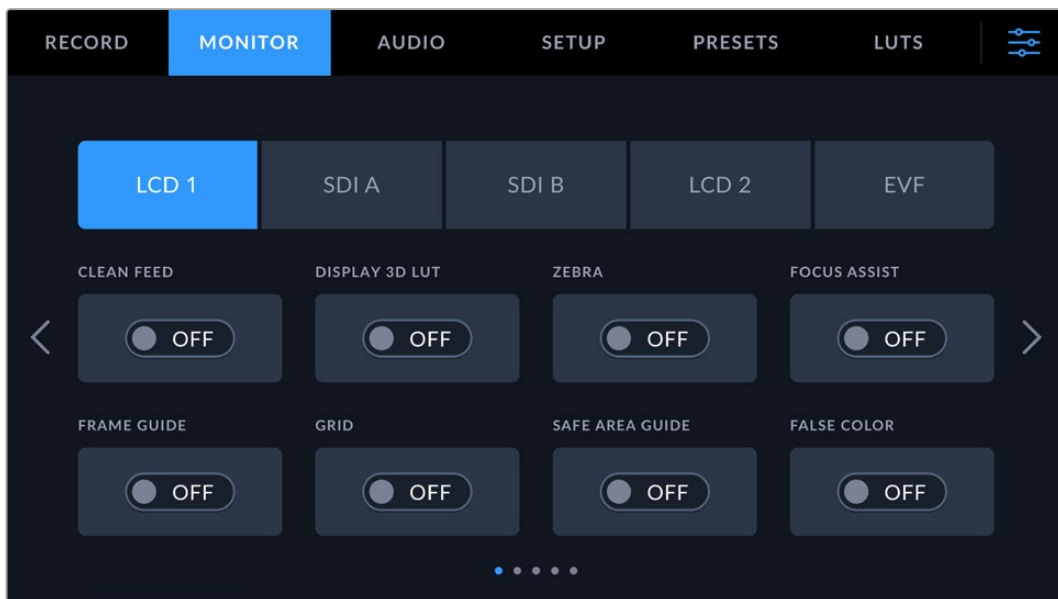 RECORD MONITOR AUDIO SETUP PRESETS LUTS
LCD 1 SDI A SDI B LCD 2 EVF
CLEAN FEED DISPLAY 3D LUT ZEBRA FOCUS ASSIST
OFF OFF OFF OFF
FRAME GUIDE GRID SAFE AREA GUIDE FALSE COLOR
OFF OFF OFF OFF